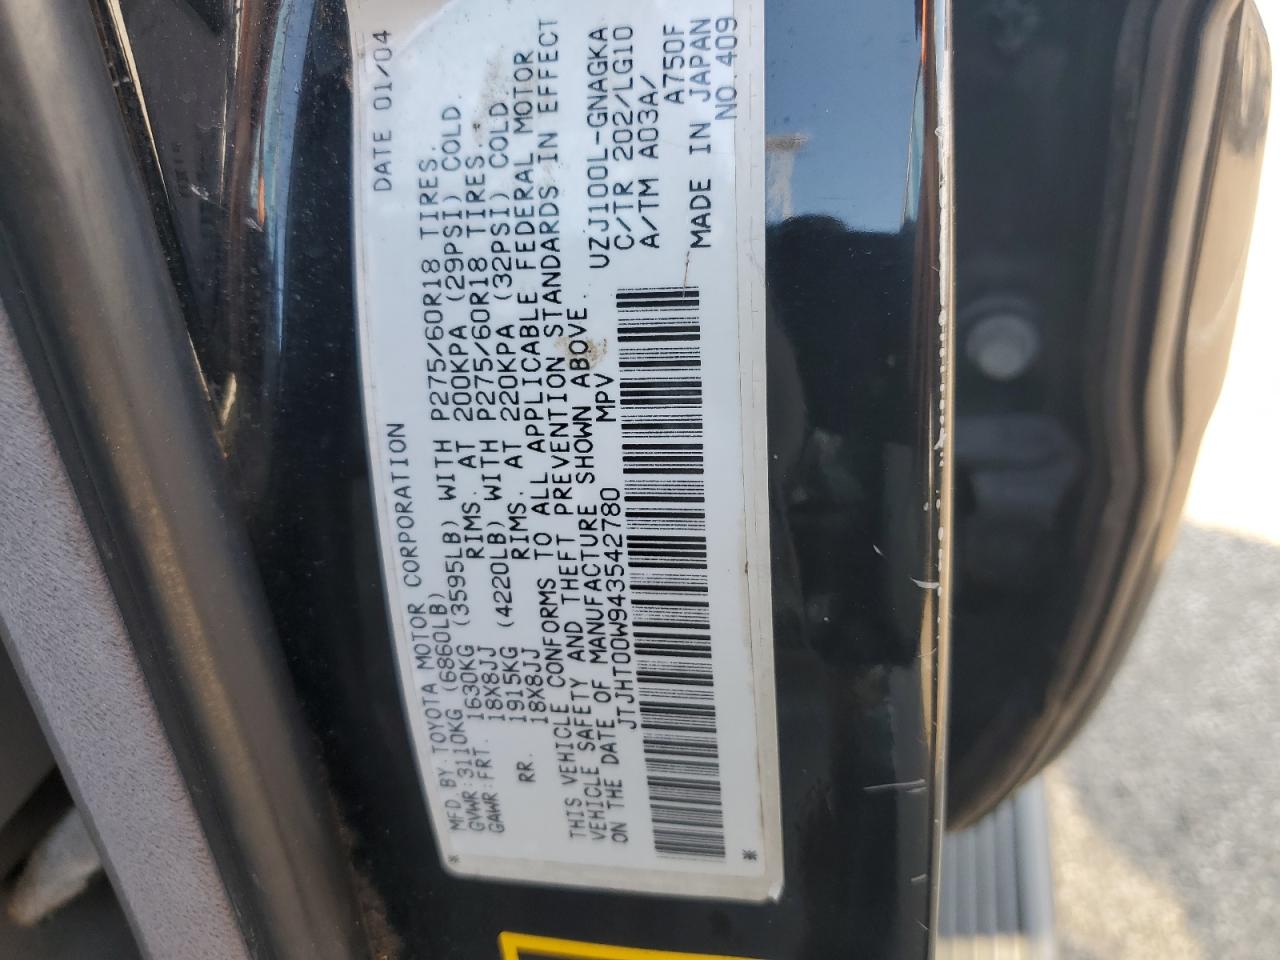 MFD. BY: TOYOTA MOTOR CORPORATION DATE 01/04
GVWR: 3110KG (6860LB)
GAWR: FRT. 1630KG (3595LB) WITH P275/60R18 TIRES.
18X8JJ RIMS. AT 200KPA (29PSI) COLD.
RR. 1915KG (4220LB) WITH P275/60R18 TIRES.
18X8JJ RIMS. AT 220KPA (32PSI) COLD.
THIS VEHICLE CONFORMS TO ALL APPLICABLE FEDERAL MOTOR
VEHICLE SAFETY AND THEFT PREVENTION STANDARDS IN EFFECT
ON THE DATE OF MANUFACTURE SHOWN ABOVE.
JTJHT00W943542780 MPV
UZJ100L-GNAGKA
C/TR 202/LG10
A/TM A03A/ A750F
MADE IN JAPAN
NO. 409